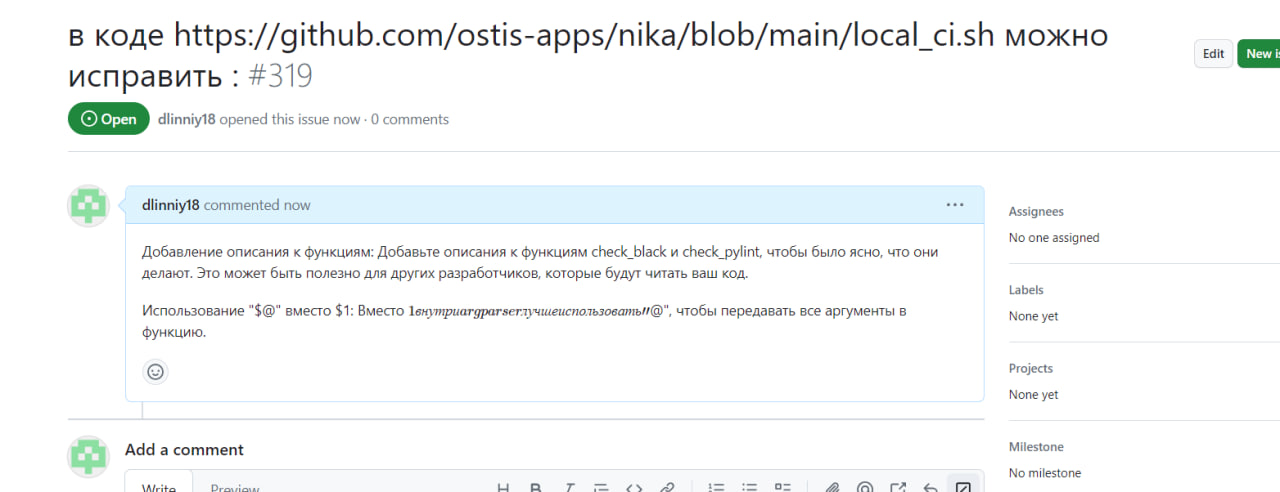 в коде https://github.com/ostis-apps/nika/blob/main/local_ci.sh можно
исправить : #319
Edit
New is
Open
dlinniy18 opened this issue now · 0 comments
dlinniy18 commented now
Добавление описания к функциям: Добавьте описания к функциям check_black и check_pylint, чтобы было ясно, что они
делают. Это может быть полезно для других разработчиков, которые будут читать ваш код.
Использование "$@" вместо $1: Вместо 1внутриargparserлучшеиспользовать"@", чтобы передавать все аргументы в
функцию.
Assignees
No one assigned
Labels
None yet
Projects
None yet
Milestone
No milestone
Add a comment
Write
Preview